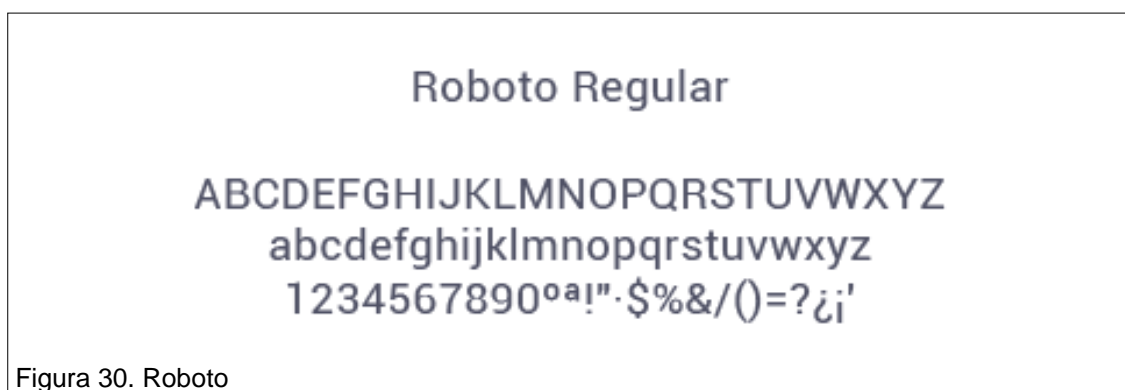 Roboto Regular
ABCDEFGHIJKLMNOPQRSTUVWXYZ
abcdefghijklmnopqrstuvwxyz
1234567890ºª!"·$%&/()=?¿¡'
Figura 30. Roboto